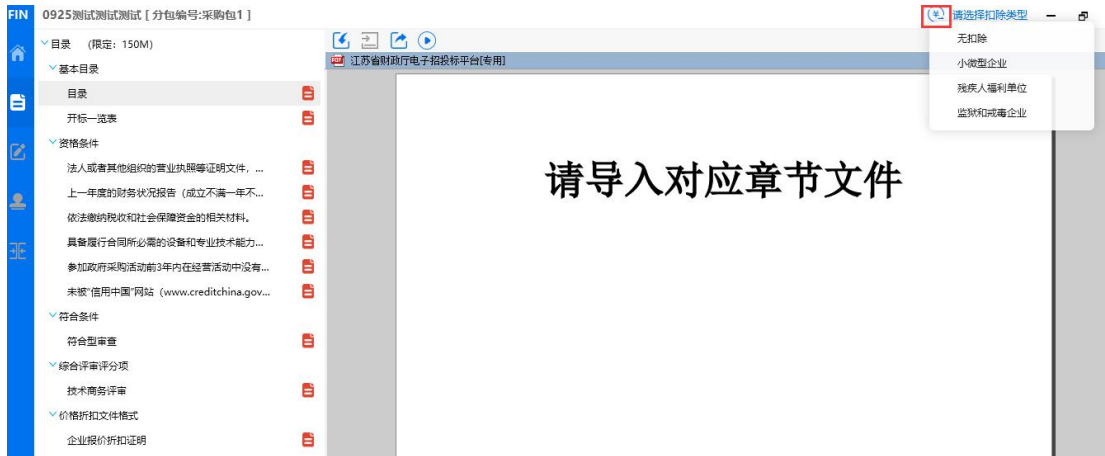 FIN 0925测试测试测试 [ 分包编号:采购包1 ] 请选择扣除类型
目录 (限定: 150M)
基本目录
目录
开标一览表
资格条件
法人或者其他组织的营业执照等证明文件，...
上一年度的财务状况报告（成立不满一年不...
依法缴纳税收和社会保障资金的相关材料。
具备履行合同所必需的设备和专业技术能力...
参加政府采购活动前3年内在经营活动中没有...
未被"信用中国"网站（www.creditchina.gov...
符合条件
符合型审查
综合评审评分项
技术商务评审
价格折扣文件格式
企业报价折扣证明
江苏省财政厅电子招投标平台[专用]
请导入对应章节文件
无扣除
小微型企业
残疾人福利单位
监狱和戒毒企业